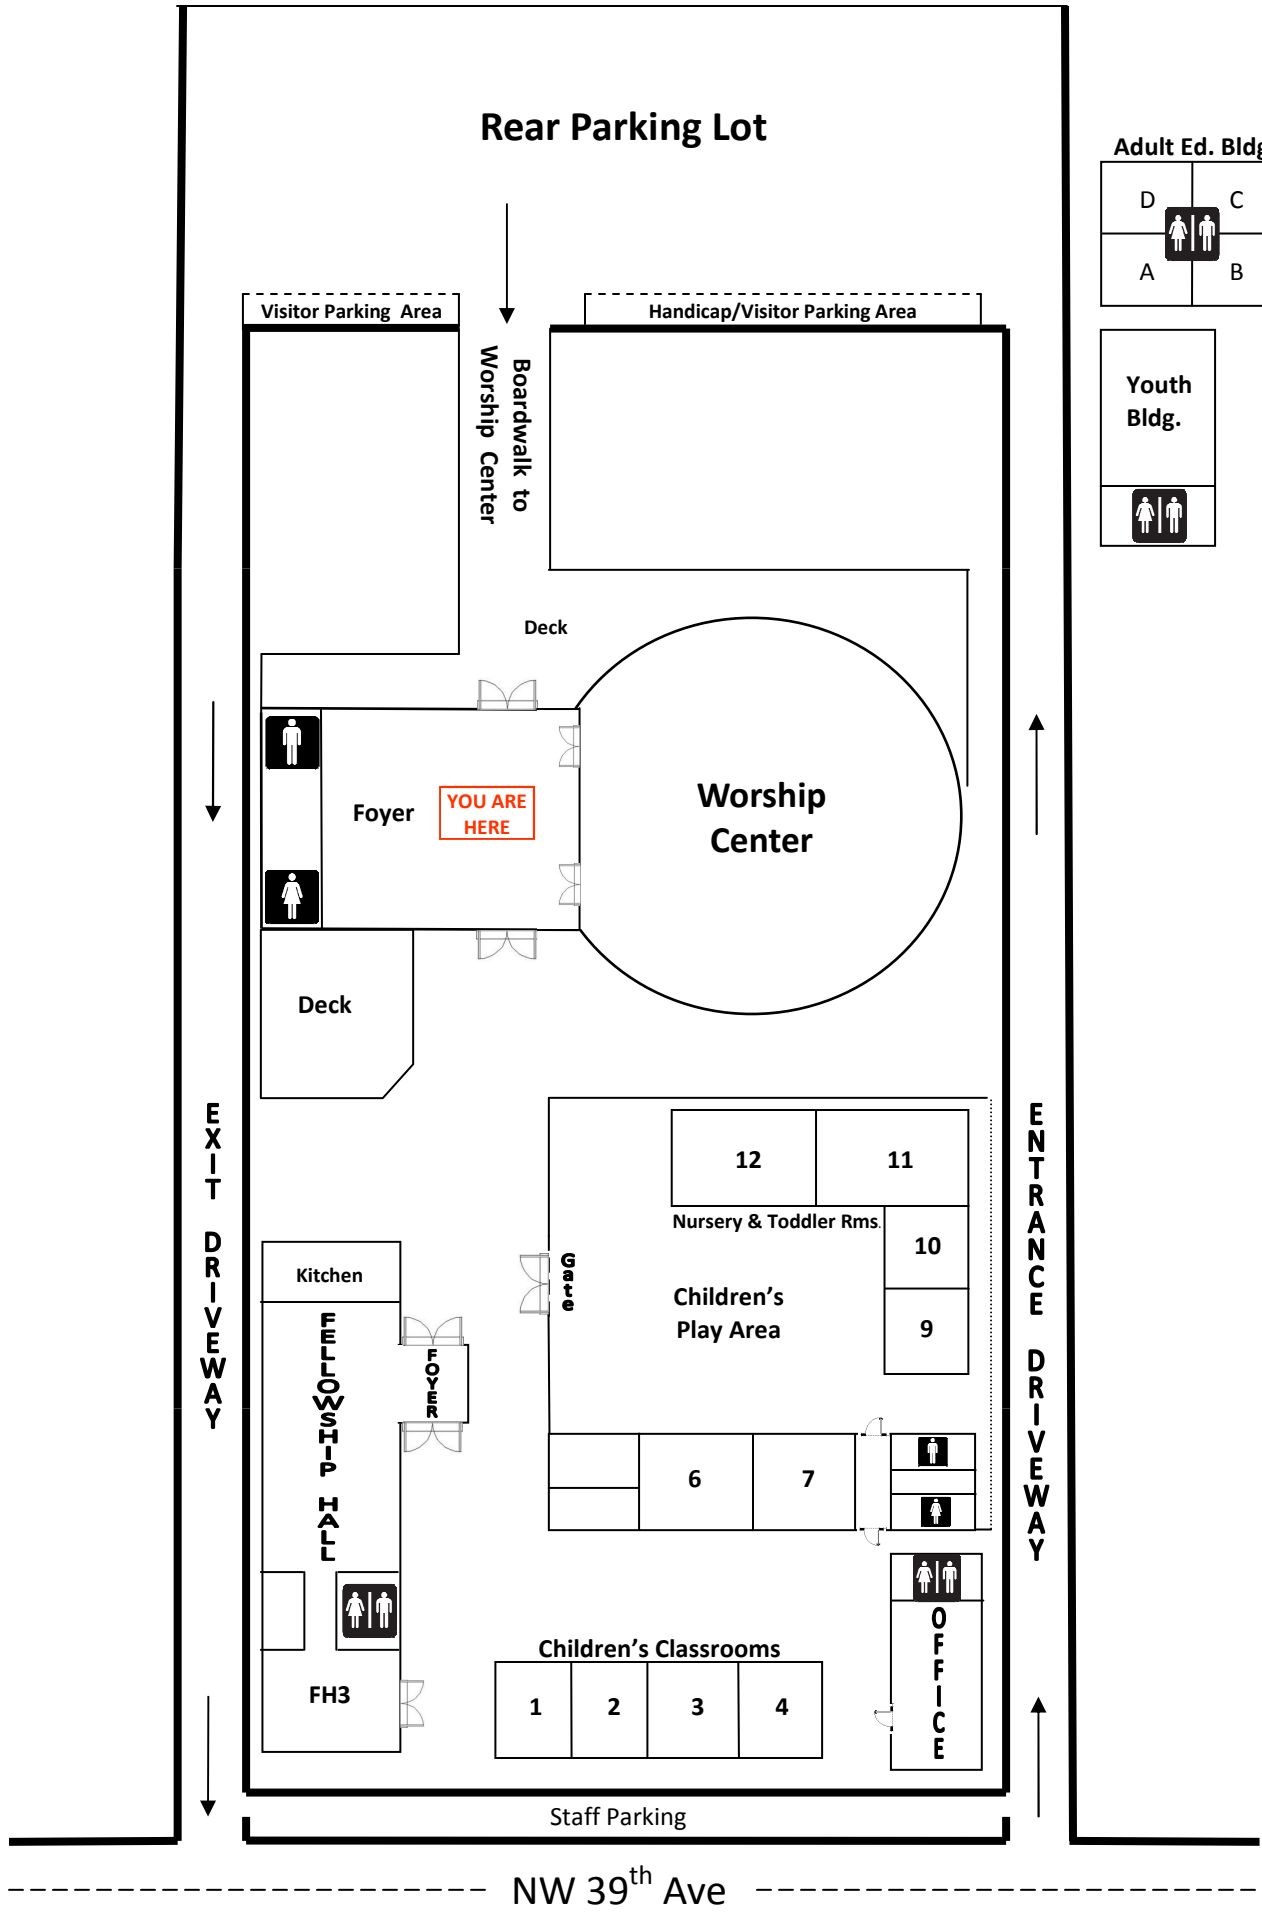 Rear Parking Lot
Adult Ed. Bldg
D
C
A
B
Visitor Parking Area
Handicap/Visitor Parking Area
Boardwalk to
Worship Center
Youth
Bldg.
Deck
Foyer
YOU ARE
HERE
Worship
Center
Deck
EXIT DRIVEWAY
ENTRANCE DRIVEWAY
12
11
Nursery & Toddler Rms.
10
Kitchen
Gate
Children's
Play Area
9
FELLOWSHIP HALL
FOYER
6
7
OFFICE
Children's Classrooms
FH3
1
2
3
4
Staff Parking
NW 39th Ave